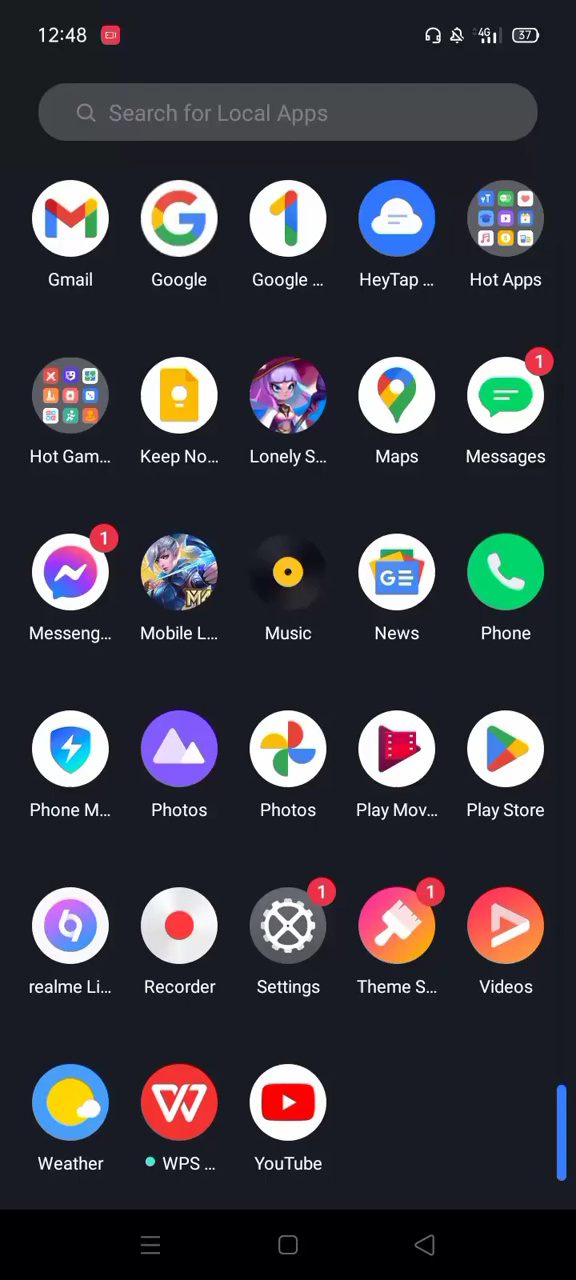 12:48
4G
37
Search for Local Apps
Gmail
Google
Google ...
HeyTap ...
Hot Apps
Hot Gam...
Keep No...
Lonely S...
Maps
1
Messages
1
Messeng...
Mobile L...
Music
GE
News
Phone
Phone M...
Photos
Photos
Play Mov...
Play Store
realme Li...
Recorder
1
Settings
1
Theme S...
Videos
Weather
WPS ...
YouTube